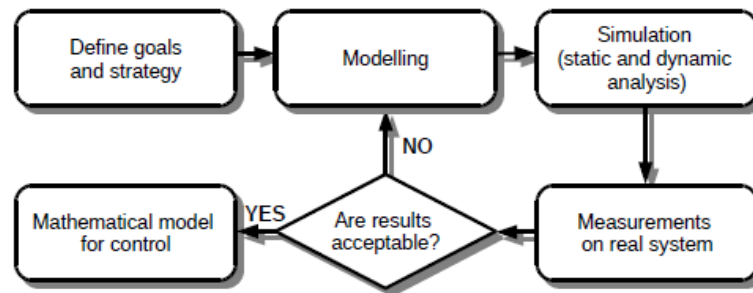 Define goals
and strategy
Modelling
Simulation
(static and dynamic
analysis)
NO
Mathematical model
for control
YES
Are results
acceptable?
Measurements
on real system